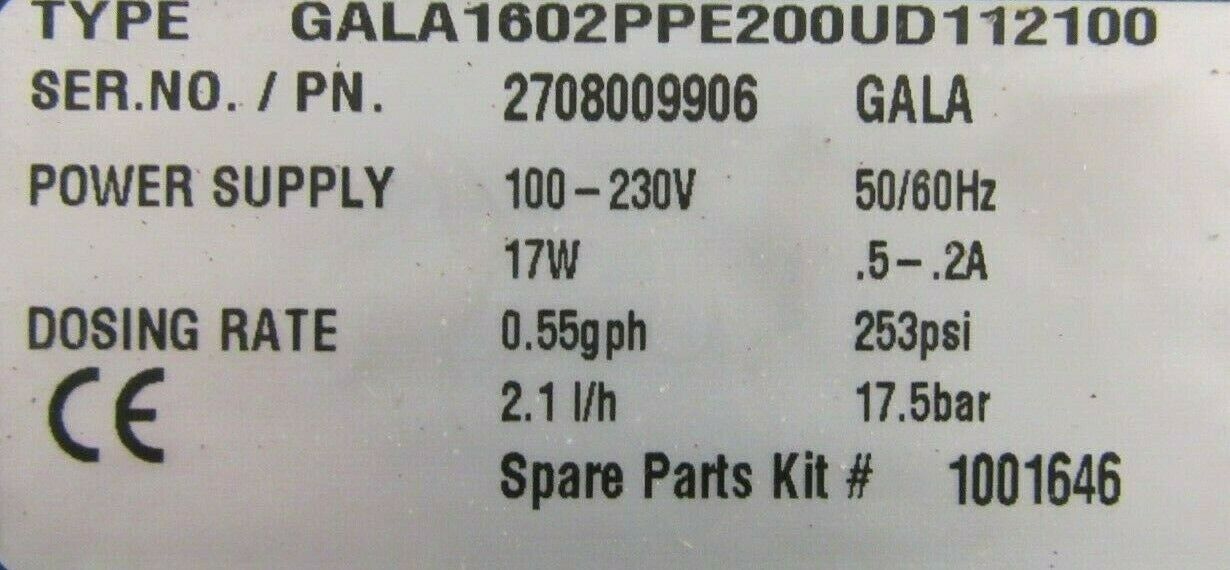 TYPE GALA1602PPE200UD112100
SER.NO. / PN. 2708009906 GALA
POWER SUPPLY 100-230V 50/60Hz
17W .5-.2A
DOSING RATE 0.55gph 253psi
CE 2.1 l/h 17.5bar
Spare Parts Kit # 1001646